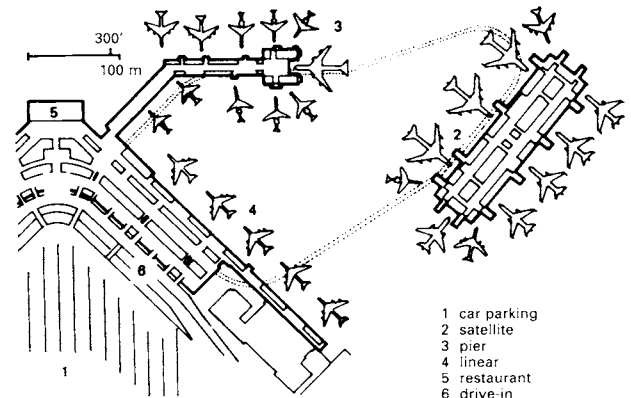 3
300'
100 m
5
2
4
6
1
1 car parking
2 satellite
3 pier
4 linear
5 restaurant
6 drive-in